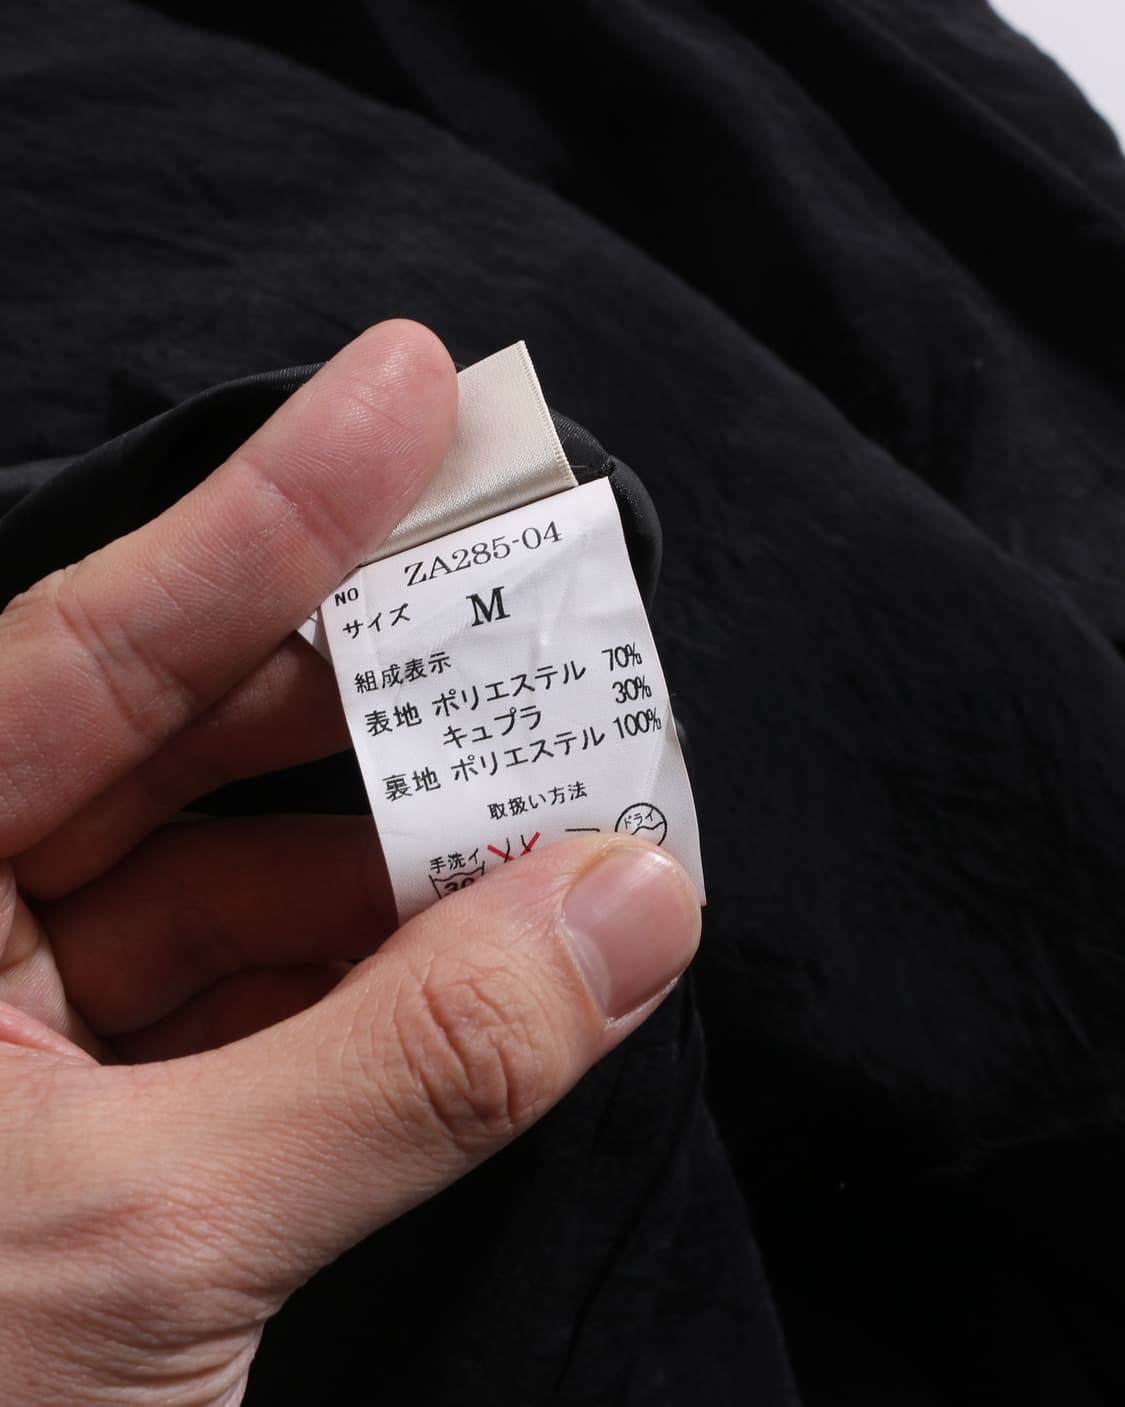 NO ZA285-04
サイズ M
組成表示
表地 ポリエステル 70%
キュプラ 30%
裏地 ポリエステル 100%
取扱い方法
手洗イ ドライ
30